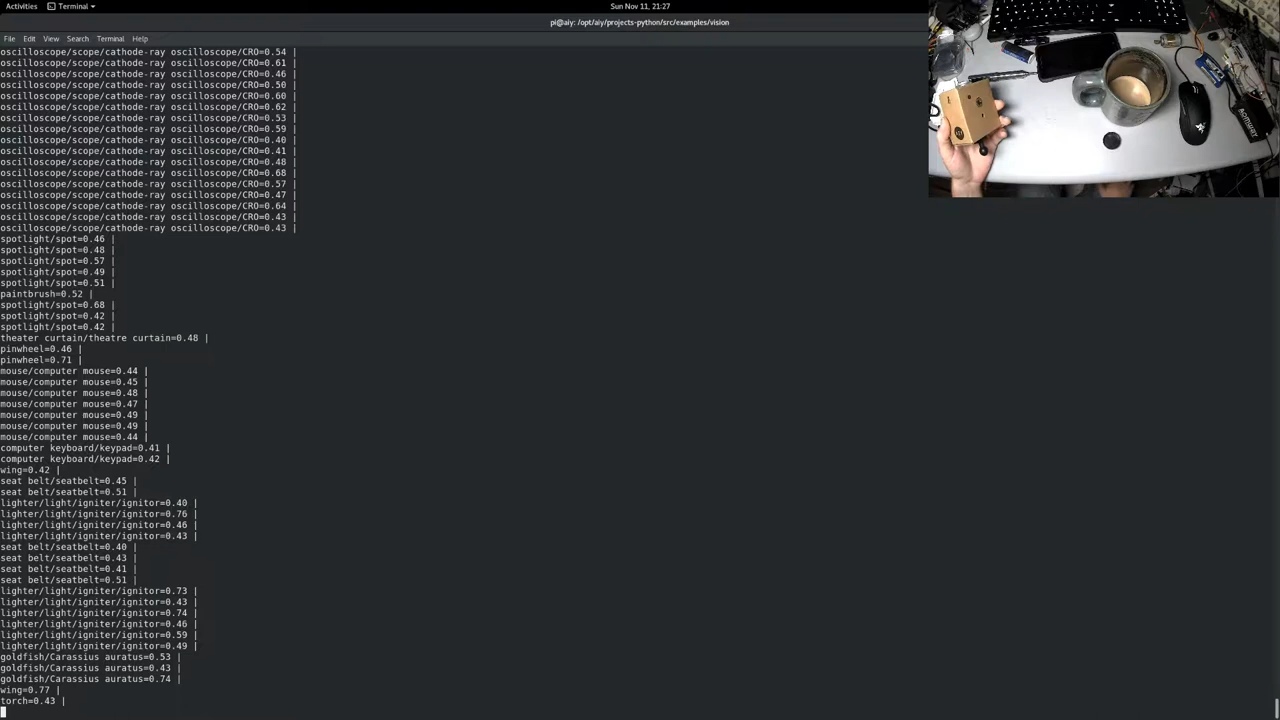 Activities
Terminal
Sun Nov 11, 21:27
pi@aiy: /opt/aiy/projects-python/src/examples/vision
File Edit View Search Terminal Help
oscilloscope/scope/cathode-ray oscilloscope/CRO=0.54 |
oscilloscope/scope/cathode-ray oscilloscope/CRO=0.61 |
oscilloscope/scope/cathode-ray oscilloscope/CRO=0.46 |
oscilloscope/scope/cathode-ray oscilloscope/CRO=0.50 |
oscilloscope/scope/cathode-ray oscilloscope/CRO=0.60 |
oscilloscope/scope/cathode-ray oscilloscope/CRO=0.62 |
oscilloscope/scope/cathode-ray oscilloscope/CRO=0.53 |
oscilloscope/scope/cathode-ray oscilloscope/CRO=0.59 |
oscilloscope/scope/cathode-ray oscilloscope/CRO=0.40 |
oscilloscope/scope/cathode-ray oscilloscope/CRO=0.41 |
oscilloscope/scope/cathode-ray oscilloscope/CRO=0.48 |
oscilloscope/scope/cathode-ray oscilloscope/CRO=0.68 |
oscilloscope/scope/cathode-ray oscilloscope/CRO=0.57 |
oscilloscope/scope/cathode-ray oscilloscope/CRO=0.47 |
oscilloscope/scope/cathode-ray oscilloscope/CRO=0.64 |
oscilloscope/scope/cathode-ray oscilloscope/CRO=0.43 |
oscilloscope/scope/cathode-ray oscilloscope/CRO=0.43 |
spotlight/spot=0.46 |
spotlight/spot=0.48 |
spotlight/spot=0.57 |
spotlight/spot=0.49 |
spotlight/spot=0.51 |
paintbrush=0.52 |
spotlight/spot=0.68 |
spotlight/spot=0.42 |
spotlight/spot=0.42 |
theater curtain/theatre curtain=0.48 |
pinwheel=0.46 |
pinwheel=0.71 |
mouse/computer mouse=0.44 |
mouse/computer mouse=0.45 |
mouse/computer mouse=0.48 |
mouse/computer mouse=0.47 |
mouse/computer mouse=0.49 |
mouse/computer mouse=0.49 |
mouse/computer mouse=0.44 |
computer keyboard/keypad=0.41 |
computer keyboard/keypad=0.42 |
wing=0.42 |
seat belt/seatbelt=0.45 |
seat belt/seatbelt=0.51 |
lighter/light/igniter/ignitor=0.40 |
lighter/light/igniter/ignitor=0.76 |
lighter/light/igniter/ignitor=0.46 |
lighter/light/igniter/ignitor=0.43 |
seat belt/seatbelt=0.40 |
seat belt/seatbelt=0.43 |
seat belt/seatbelt=0.41 |
seat belt/seatbelt=0.51 |
lighter/light/igniter/ignitor=0.73 |
lighter/light/igniter/ignitor=0.43 |
lighter/light/igniter/ignitor=0.74 |
lighter/light/igniter/ignitor=0.46 |
lighter/light/igniter/ignitor=0.59 |
lighter/light/igniter/ignitor=0.49 |
goldfish/Carassius auratus=0.53 |
goldfish/Carassius auratus=0.43 |
goldfish/Carassius auratus=0.74 |
wing=0.77 |
torch=0.43 |
AOMWAY